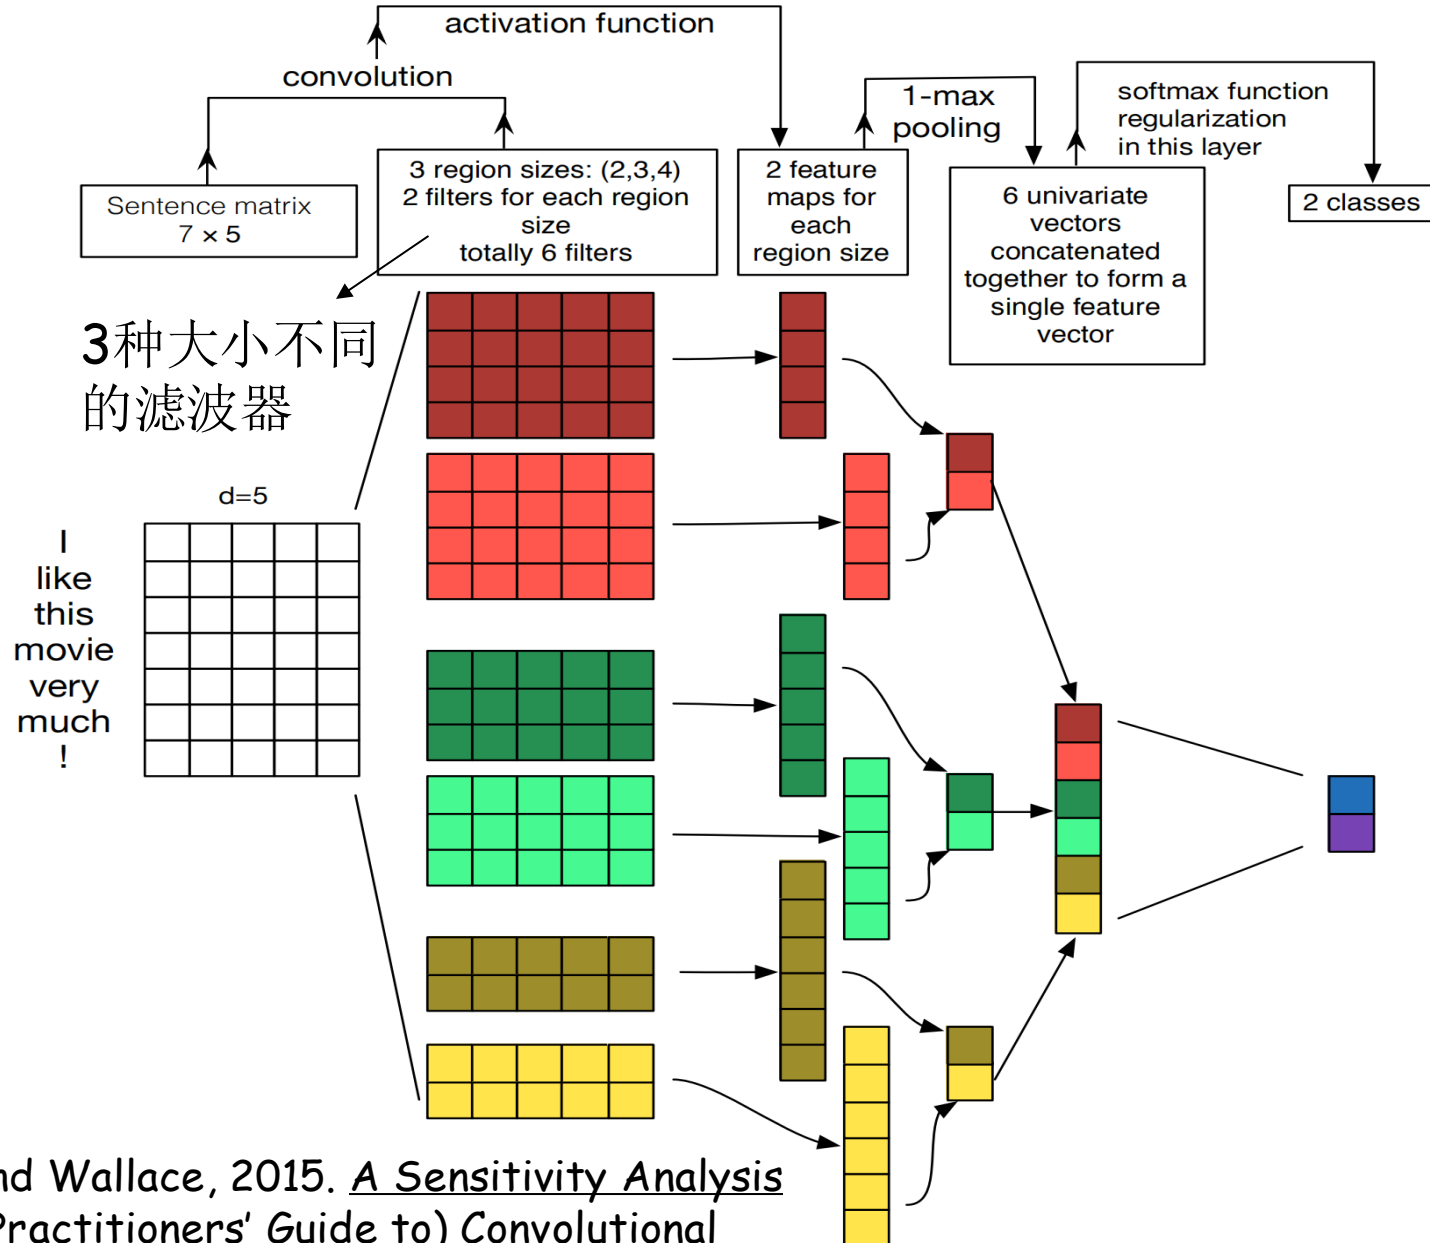 activation function
convolution
1-max
pooling
softmax function
regularization
in this layer
Sentence matrix
7 × 5
3 region sizes: (2,3,4)
2 filters for each region
size
totally 6 filters
2 feature
maps for
each
region size
6 univariate
vectors
concatenated
together to form a
single feature
vector
2 classes
3种大小不同
的滤波器
d=5
I
like
this
movie
very
much
!
nd Wallace, 2015. A Sensitivity Analysis
Practitioners' Guide to) Convolutional